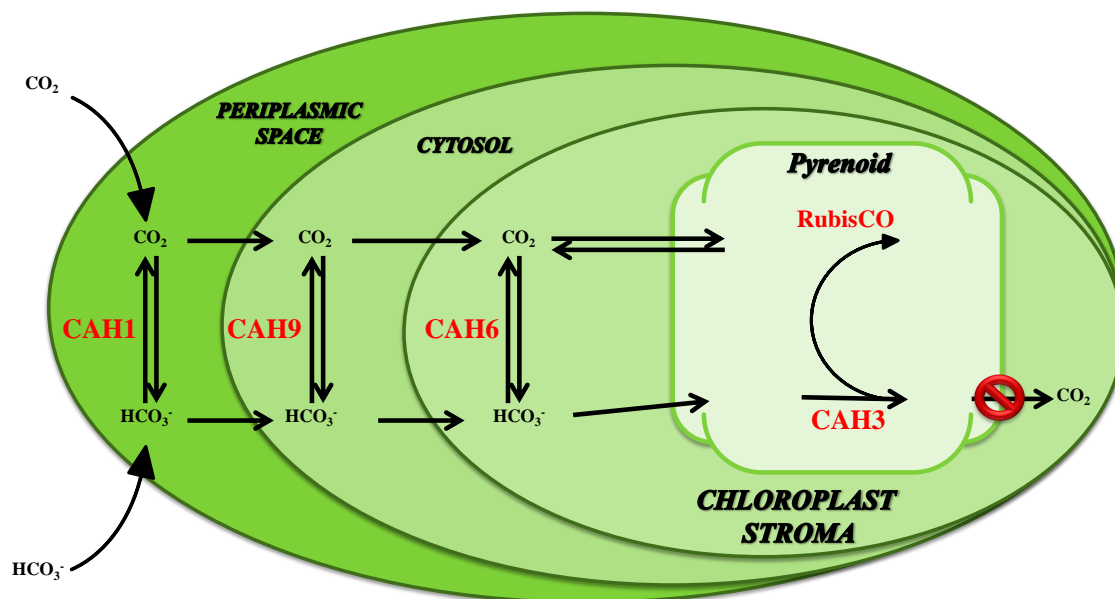 CO₂
PERIPLASMIC
SPACE
CYTOSOL
Pyrenoid
RubisCO
CO₂
CO₂
CO₂
CAH1
CAH9
CAH6
HCO₃⁻
HCO₃⁻
HCO₃⁻
CAH3
CO₂
CHLOROPLAST
STROMA
HCO₃⁻